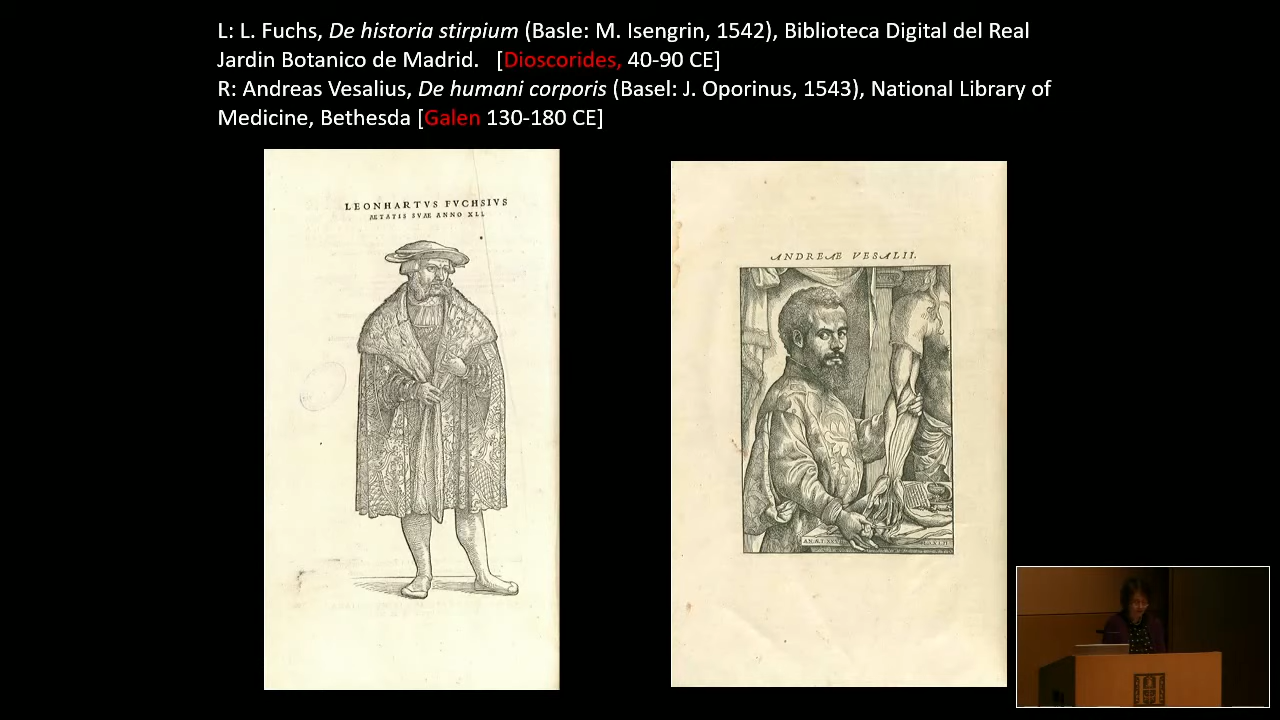 L: L. Fuchs, De historia stirpium (Basle: M. Isengrin, 1542), Biblioteca Digital del Real
Jardin Botanico de Madrid. [Dioscorides, 40-90 CE]
R: Andreas Vesalius, De humani corporis (Basel: J. Oporinus, 1543), National Library of
Medicine, Bethesda [Galen 130-180 CE]
LEONHARTVS FVCHSIVS
ÆTATIS SVÆ ANNO XLI.
ANDREÆ VESALII.